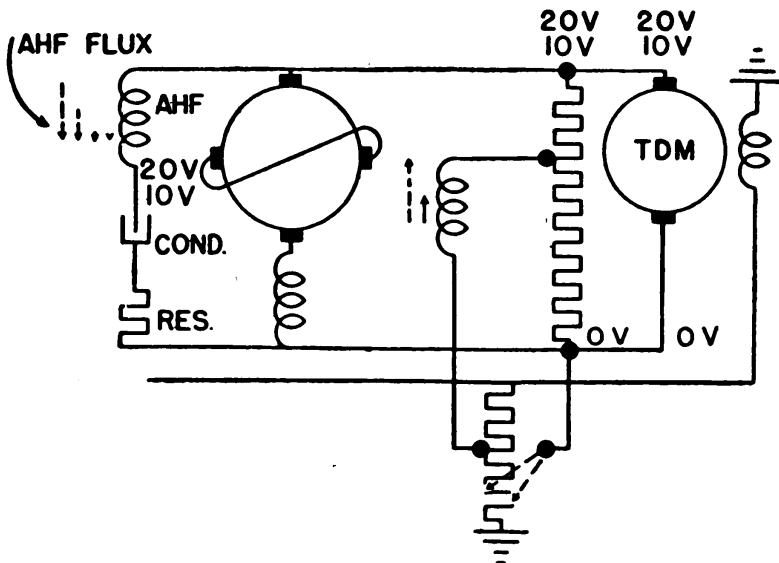 20V 20V
10V 10V
AHF FLUX
AHF
TDM
20V
10V
COND.
RES.
0V 0V